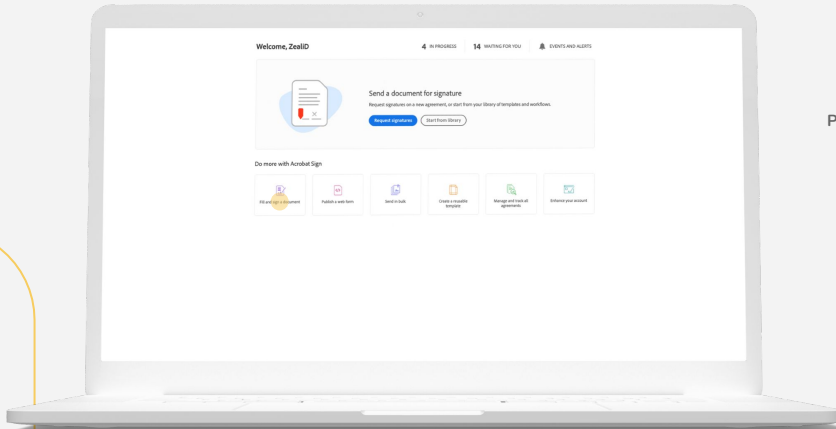 Welcome, ZealiD
4 IN PROGRESS
14 WAITING FOR YOU
EVENTS AND ALERTS
Send a document for signature
Request signatures on a new agreement, or start from your library of templates and workflows.
Request signatures
Start from library
Do more with Acrobat Sign
Fill and sign a document
Publish a web form
Send in bulk
Create a reusable
template
Manage and track all
agreements
Enhance your account
P